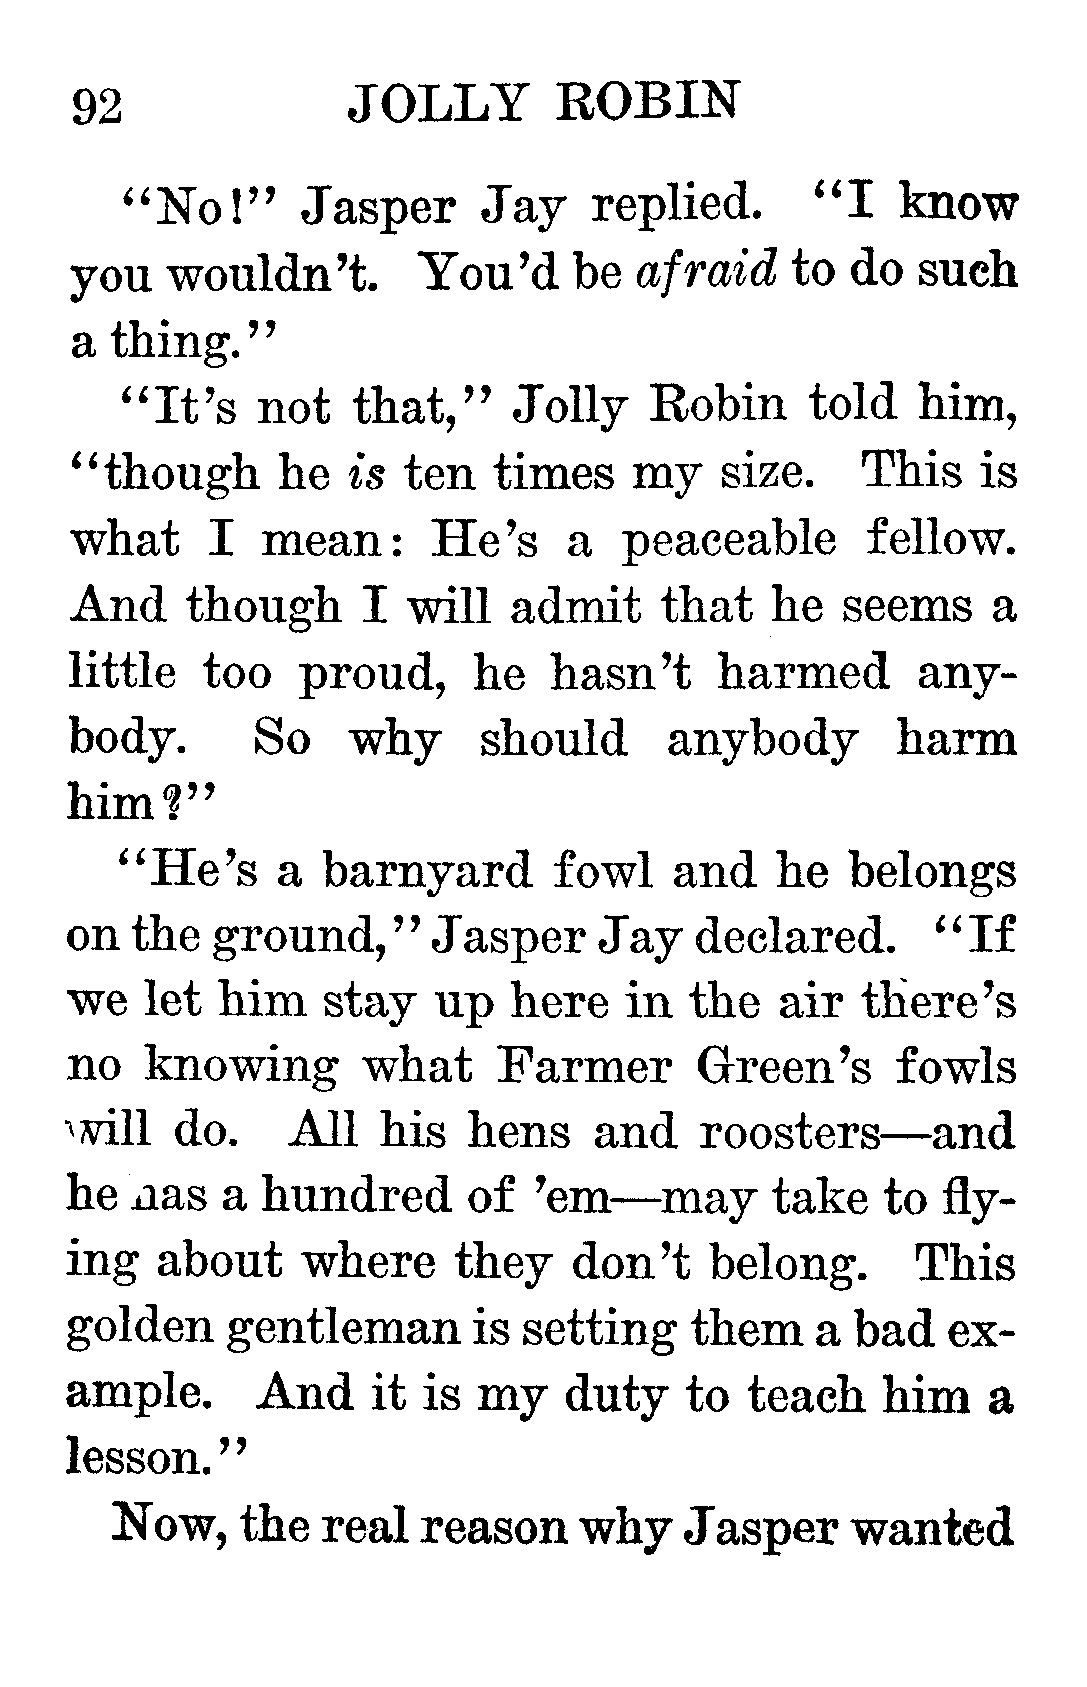 92 JOLLY ROBIN
“No!” Jasper Jay replied. “I know
you wouldn’t. You’d be afraid to do such
a thing.”
“It’s not that,” Jolly Robin told him,
“though he is ten times my size. This is
what I mean: He’s a peaceable fellow.
And though I will admit that he seems a
little too proud, he hasn’t harmed any-
body. So why should anybody harm
him?”
“He’s a barnyard fowl and he belongs
on the ground,” Jasper Jay declared. “If
we let him stay up here in the air there’s
no knowing what Farmer Green’s fowls
will do. All his hens and roosters—and
he has a hundred of ’em—may take to fly-
ing about where they don’t belong. This
golden gentleman is setting them a bad ex-
ample. And it is my duty to teach him a
lesson.”
Now, the real reason why Jasper wanted